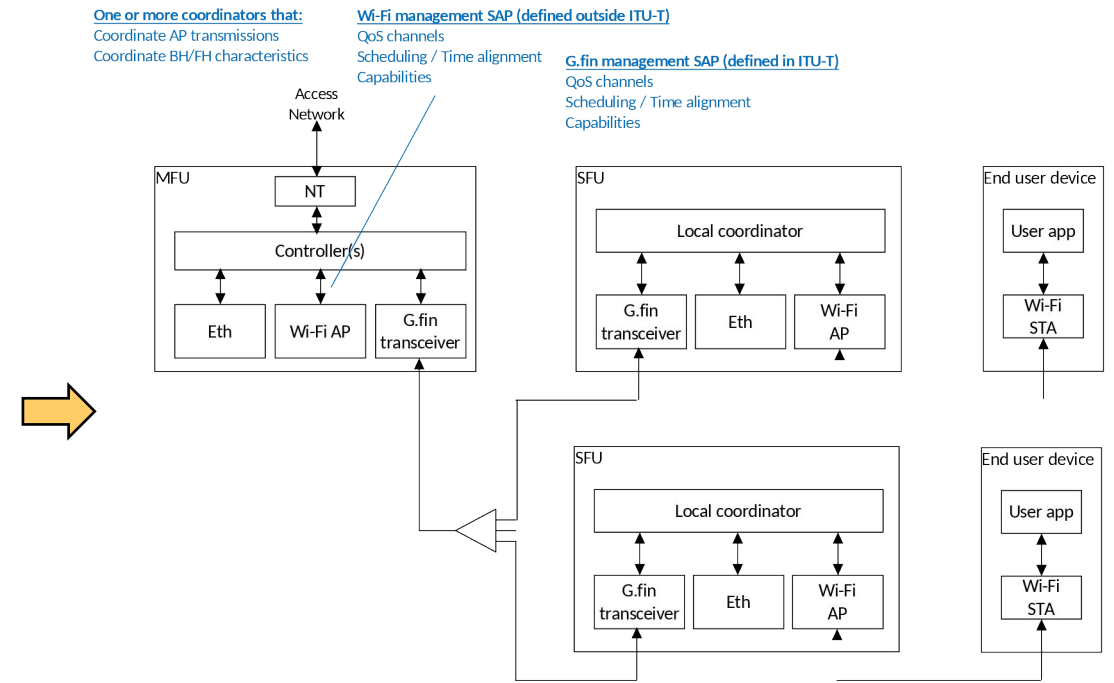 One or more coordinators that:
Coordinate AP transmissions
Coordinate BH/FH characteristics
Wi-Fi management SAP (defined outside ITU-T)
QoS channels
Scheduling / Time alignment
Capabilities
G.fin management SAP (defined in ITU-T)
QoS channels
Scheduling / Time alignment
Capabilities
Access
Network
MFU
NT
Controller(s)
Eth
Wi-Fi AP
G.fin
transceiver
SFU
Local coordinator
G.fin
transceiver
Eth
Wi-Fi
AP
End user device
User app
Wi-Fi
STA
SFU
Local coordinator
G.fin
transceiver
Eth
Wi-Fi
AP
End user device
User app
Wi-Fi
STA